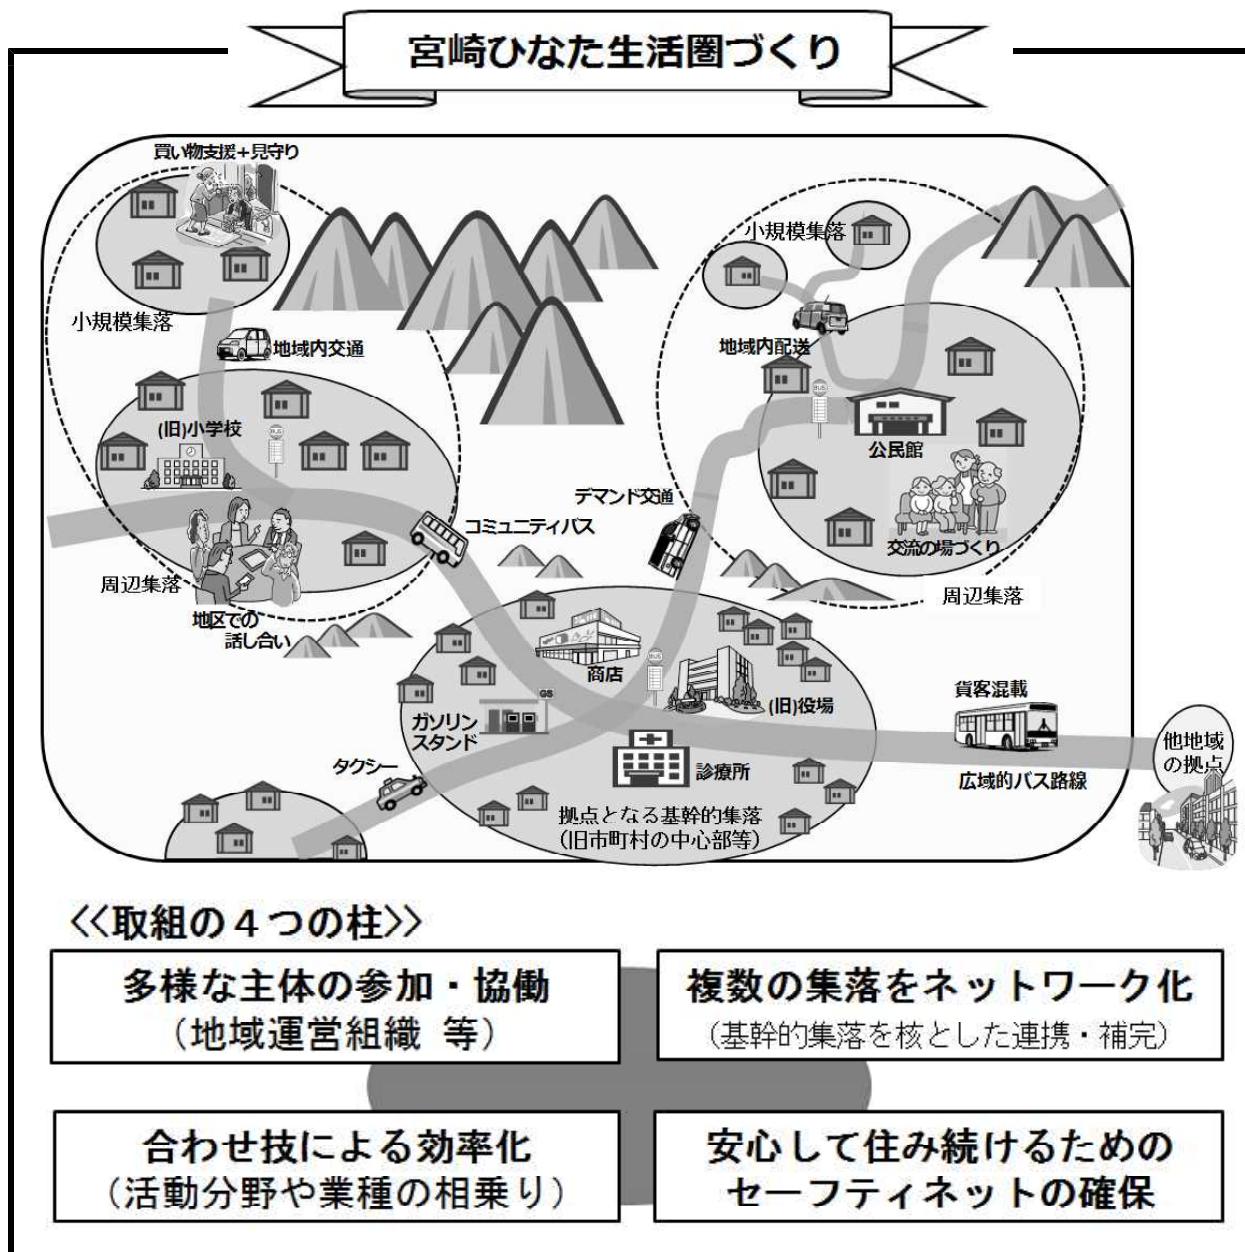 宮崎ひなた生活圏づくり
買い物支援+見守り
小規模集落
地域内交通
(旧)小学校
BUS
周辺集落
地区での
話し合い
コミュニティバス
小規模集落
地域内配送
BUS
公民館
交流の場づくり
周辺集落
デマンド交通
商店
BUS
(旧)役場
GS
ガソリン
スタンド
診療所
タクシー
拠点となる基幹的集落
(旧市町村の中心部等)
貨客混載
広域的バス路線
他地域
の拠点
≪取組の４つの柱≫
多様な主体の参加・協働
（地域運営組織 等）
複数の集落をネットワーク化
（基幹的集落を核とした連携・補完）
合わせ技による効率化
（活動分野や業種の相乗り）
安心して住み続けるための
セーフティネットの確保